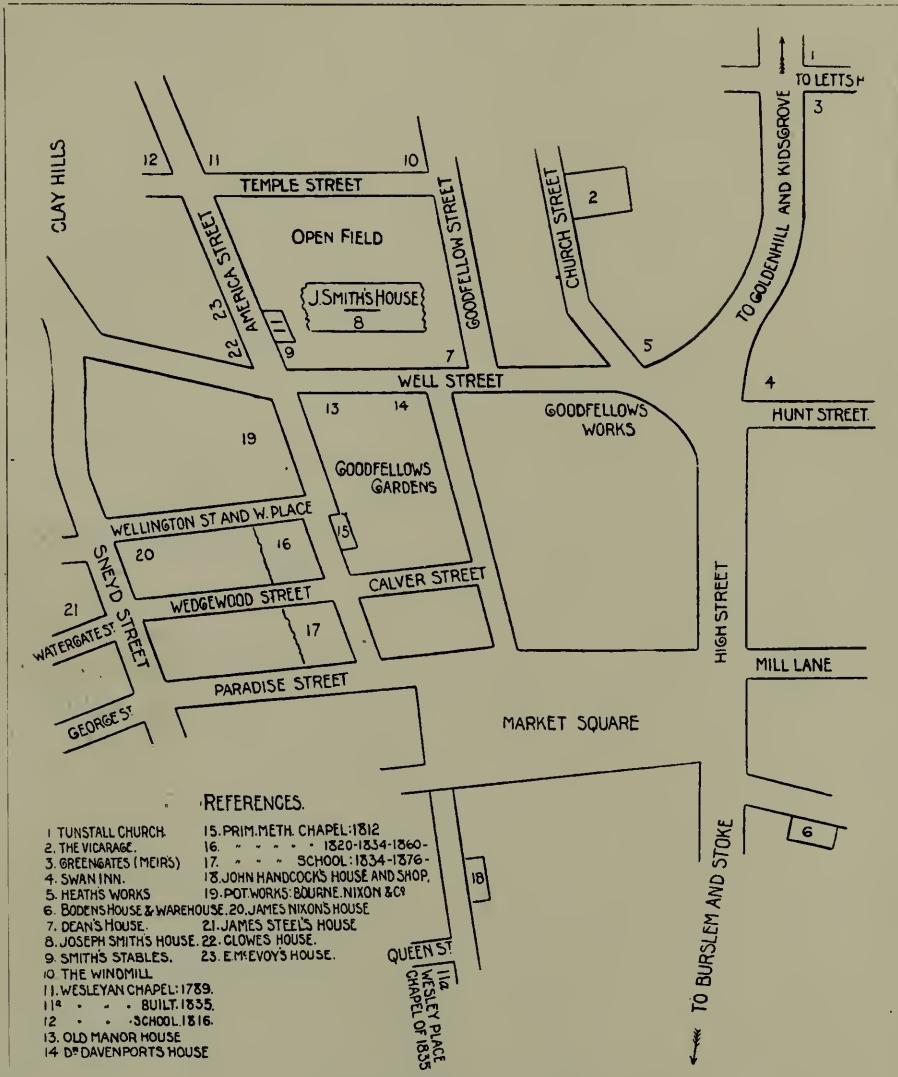 1
TO LETTS H
3
CLAY HILLS
12
11
10
TEMPLE STREET
2
OPEN FIELD
AMERICA STREET
GOODFELLOW STREET
CHURCH STREET
TO GOLDENHILL AND KIDSGROVE
J. SMITH'S HOUSE
8
11
22 23
9
7
5
WELL STREET
4
HUNT STREET.
13
14
GOODFELLOWS
WORKS
19
GOODFELLOWS
GARDENS
WELLINGTON ST AND W. PLACE
15
20
16
SNEYD STREET
CALVER STREET
WEDGEWOOD STREET
21
17
WATERGATE ST.
HIGH STREET
MILL LANE
PARADISE STREET
GEORGE ST.
MARKET SQUARE
6
18
QUEEN ST.
11a
WESLEY PLACE
CHAPEL OF 1835
TO BURSLEM AND STOKE
REFERENCES.
1 TUNSTALL CHURCH.
2. THE VICARAGE.
3. GREENGATES (MEIR'S)
4. SWAN INN.
5. HEATHS WORKS
6. BODENS HOUSE & WAREHOUSE.
7. DEAN'S HOUSE.
8. JOSEPH SMITH'S HOUSE.
9. SMITH'S STABLES.
10 THE WINDMILL
11. WESLEYAN CHAPEL: 1789.
11a " " BUILT. 1835.
12 " " SCHOOL. 1816.
13. OLD MANOR HOUSE
14 DR DAVENPORTS HOUSE
15. PRIM. METH. CHAPEL: 1812
16. " " " " 1820-1834-1860-
17. " " " SCHOOL: 1834-1876-
18. JOHN HANDCOCK'S HOUSE AND SHOP.
19. POT. WORKS: BOURNE. NIXON & CO
20. JAMES NIXON'S HOUSE
21. JAMES STEEL'S HOUSE
22. CLOWES HOUSE.
23. E. McEVOY'S HOUSE.